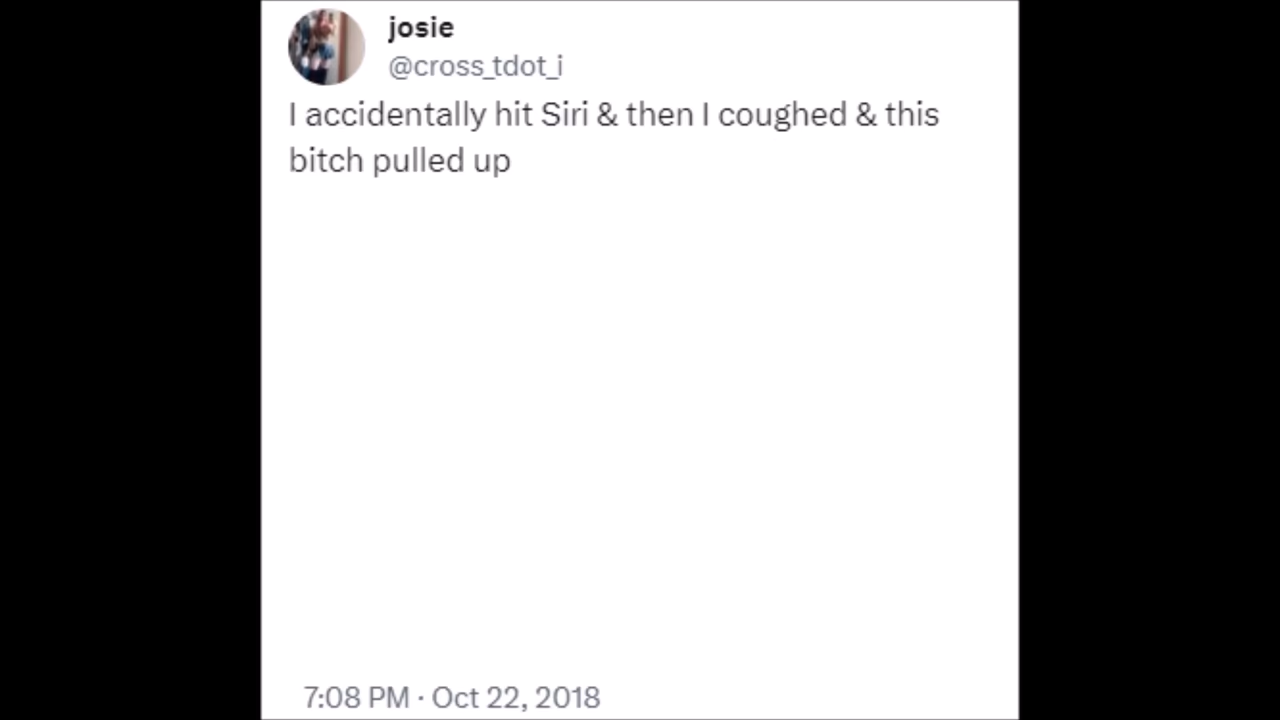 josie
@cross_tdot_i
I accidentally hit Siri & then I coughed & this
bitch pulled up
7:08 PM · Oct 22, 2018